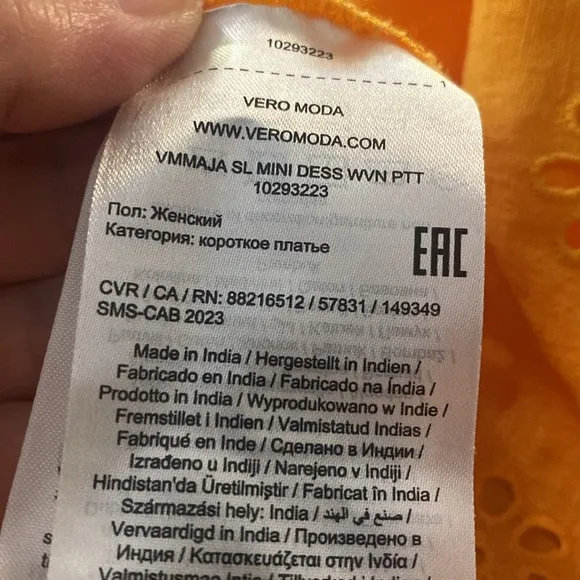 10293223
VERO MODA
WWW.VEROMODA.COM
VMMAJA SL MINI DESS WVN PTT
10293223
Пол: Женский
Категория: короткое платье
EAC
CVR / CA / RN: 88216512 / 57831 / 149349
SMS-CAB 2023
Made in India / Hergestellt in Indien /
Fabricado en India / Fabricado na Índia /
Prodotto in India / Wyprodukowano w Indie /
Fremstillet i Indien / Valmistatud Indias /
Fabriqué en Inde / Сделано в Индии /
Izrađeno u Indiji / Narejeno v Indiji /
Hindistan'da Üretilmiştir / Fabricat în India /
Származási hely: India / صنع في الهند /
Vervaardigd in India / Произведено в
Индия / Κατασκευάζεται στην Ινδία /